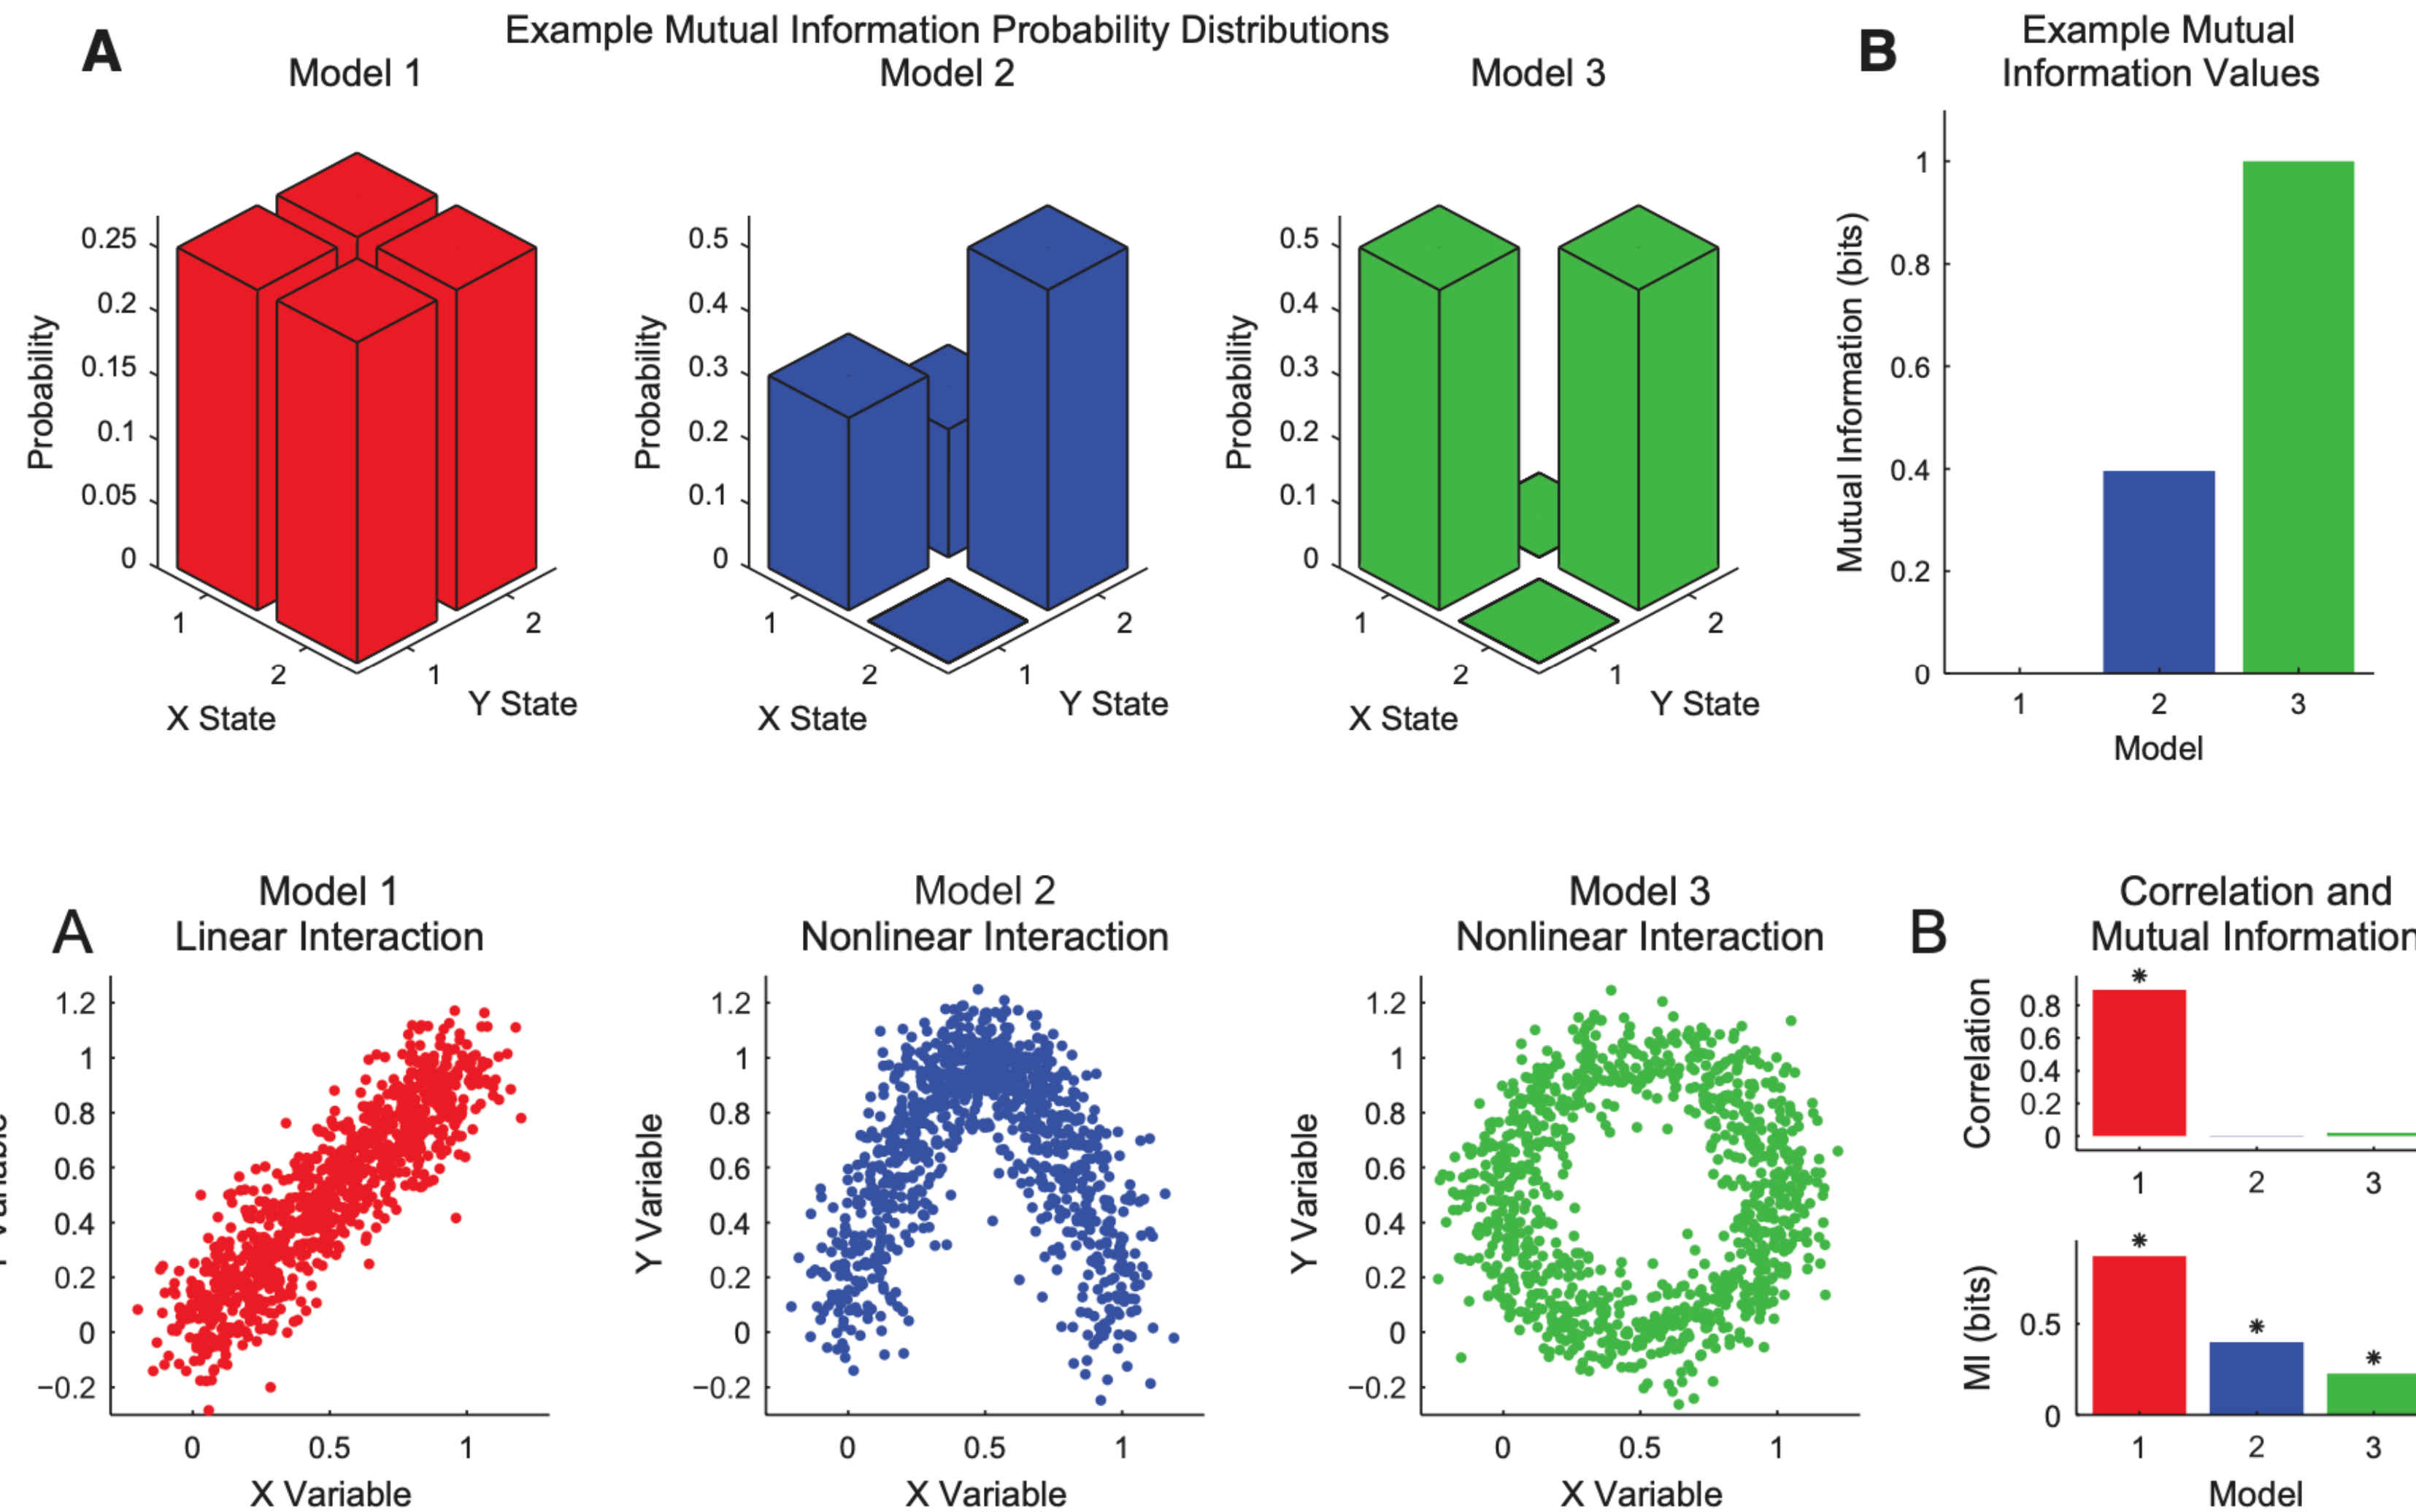 A
Example Mutual Information Probability Distributions
Model 1
Model 2
Model 3
Probability
0.25
0.2
0.15
0.1
0.05
0
1
2
X State
1
2
Y State
Probability
0.5
0.4
0.3
0.2
0.1
0
1
2
X State
1
2
Y State
Probability
0.5
0.4
0.3
0.2
0.1
0
1
2
X State
1
2
Y State
B
Example Mutual
Information Values
Mutual Information (bits)
1
0.8
0.6
0.4
0.2
0
1
2
3
Model
A
Model 1
Linear Interaction
1.2
1
0.8
0.6
0.4
0.2
0
−0.2
0
0.5
1
X Variable
Model 2
Nonlinear Interaction
Y Variable
1.2
1
0.8
0.6
0.4
0.2
0
−0.2
0
0.5
1
X Variable
Model 3
Nonlinear Interaction
Y Variable
1.2
1
0.8
0.6
0.4
0.2
0
−0.2
0
0.5
1
X Variable
B
Correlation and
Mutual Information
Correlation
0.8
0.6
0.4
0.2
0
*
1
2
3
MI (bits)
0.5
0
*
*
*
1
2
3
Model